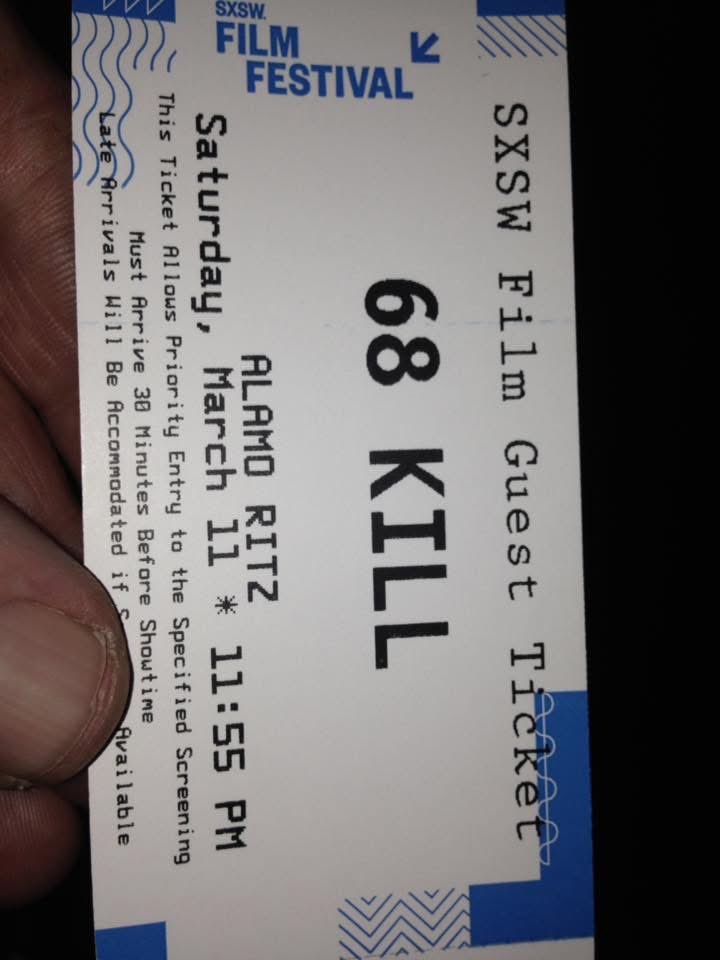 SXSW.
FILM
FESTIVAL
SXSW Film Guest Ticket
68 KILL
ALAMO RITZ
Saturday, March 11 * 11:55 PM
This Ticket Allows Priority Entry to the Specified Screening
Must Arrive 30 Minutes Before Showtime
Late Arrivals Will Be Accommodated if Available